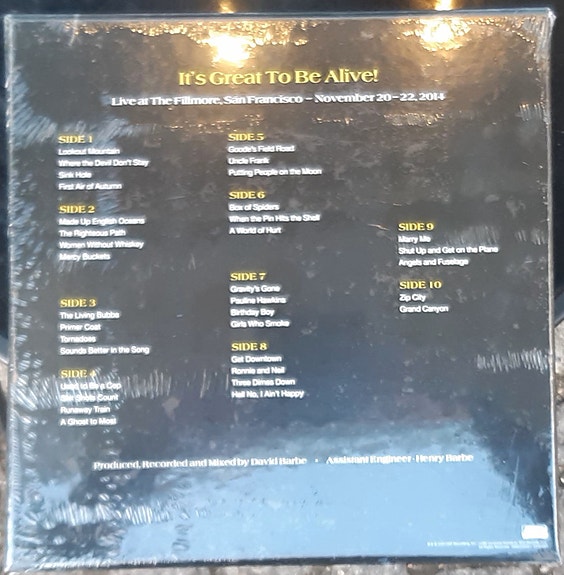 It's Great To Be Alive!
Live at The Fillmore, San Francisco – November 20–22, 2014
SIDE 1
Lookout Mountain
Where the Devil Don't Stay
Sink Hole
First Air of Autumn
SIDE 2
Made Up English Oceans
The Righteous Path
Women Without Whiskey
Mercy Buckets
SIDE 3
The Living Bubba
Primer Coat
Tornadoes
Sounds Better in the Song
SIDE 4
Used to Be a Cop
Shit Shots Count
Runaway Train
A Ghost to Most
SIDE 5
Goode's Field Road
Uncle Frank
Putting People on the Moon
SIDE 6
Box of Spiders
When the Pin Hits the Shell
A World of Hurt
SIDE 7
Gravity's Gone
Pauline Hawkins
Birthday Boy
Girls Who Smoke
SIDE 8
Get Downtown
Ronnie and Neil
Three Dimes Down
Hell No, I Ain't Happy
SIDE 9
Marry Me
Shut Up and Get on the Plane
Angels and Fuselage
SIDE 10
Zip City
Grand Canyon
Produced, Recorded and Mixed by David Barbe • Assistant Engineer: Henry Barbe